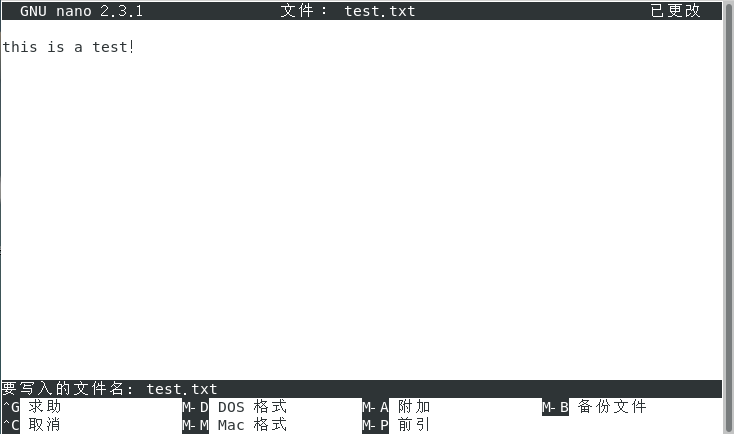 GNU nano 2.3.1 文件： test.txt 已更改
this is a test!
要写入的文件名: test.txt
^G 求助 M-D DOS 格式 M-A 附加 M-B 备份文件
^C 取消 M-M Mac 格式 M-P 前引